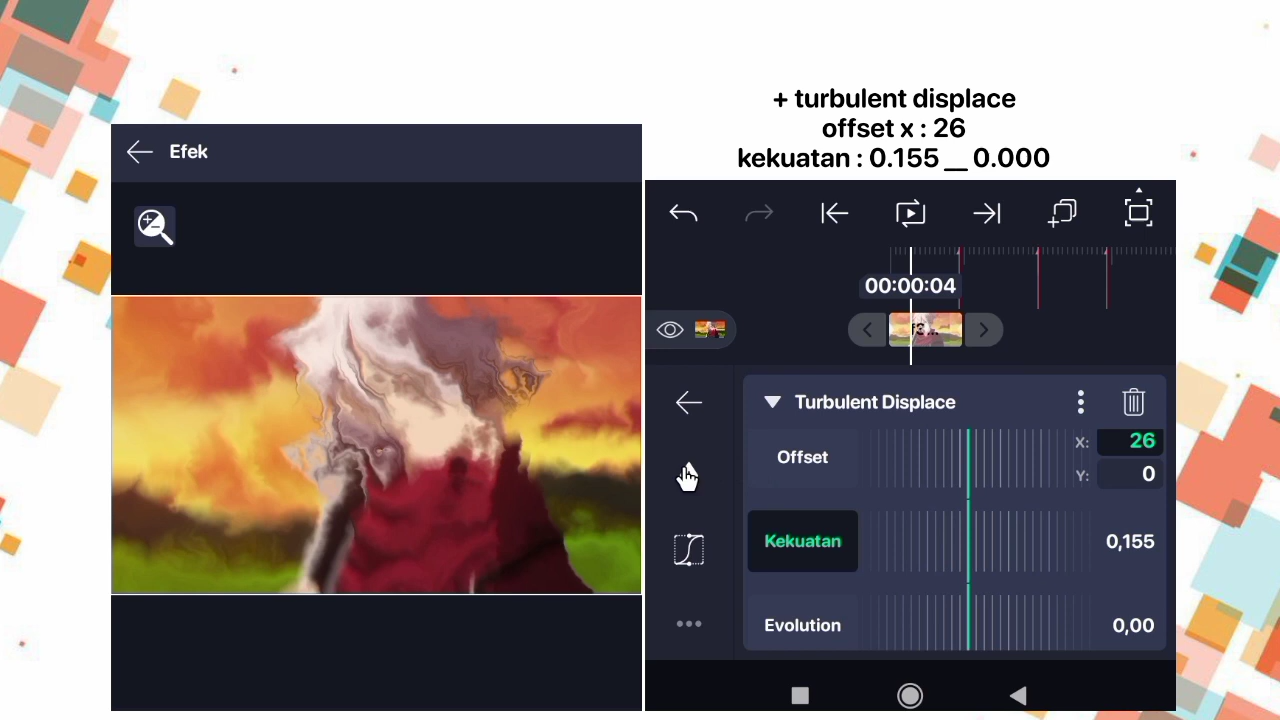 + turbulent displace
offset x : 26
kekuatan : 0.155 __ 0.000
Efek
00:00:04
Turbulent Displace
Offset
X: 26
Y: 0
Kekuatan
0,155
Evolution
0,00